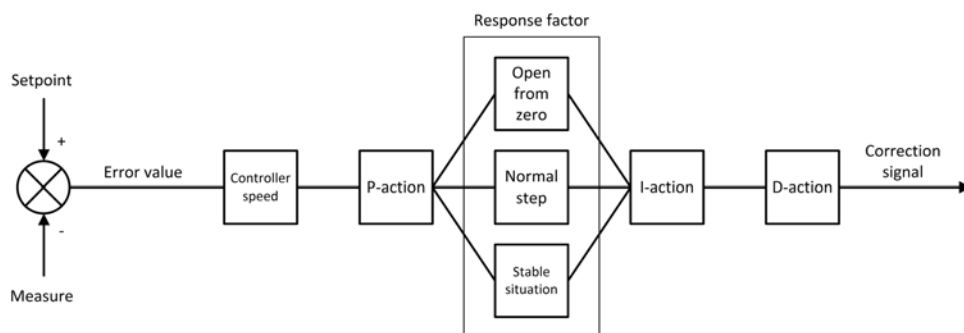 Response factor
Setpoint
+
Error value
-
Measure
Controller
speed
P-action
Open
from
zero
Normal
step
Stable
situation
I-action
D-action
Correction
signal